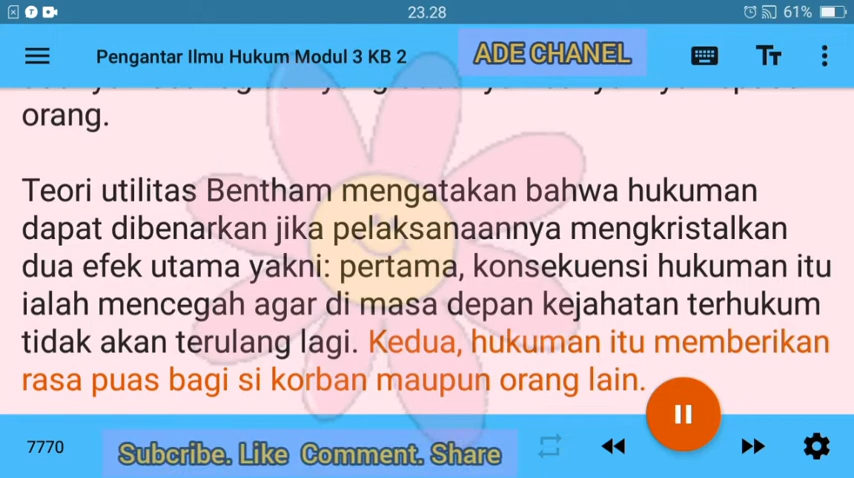 23.28
61%
Pengantar Ilmu Hukum Modul 3 KB 2
ADE CHANEL
Tт
orang.
Teori utilitas Bentham mengatakan bahwa hukuman
dapat dibenarkan jika pelaksanaannya mengkristalkan
dua efek utama yakni: pertama, konsekuensi hukuman itu
ialah mencegah agar di masa depan kejahatan terhukum
tidak akan terulang lagi. Kedua, hukuman itu memberikan
rasa puas bagi si korban maupun orang lain.
7770
Subcribe. Like Comment. Share